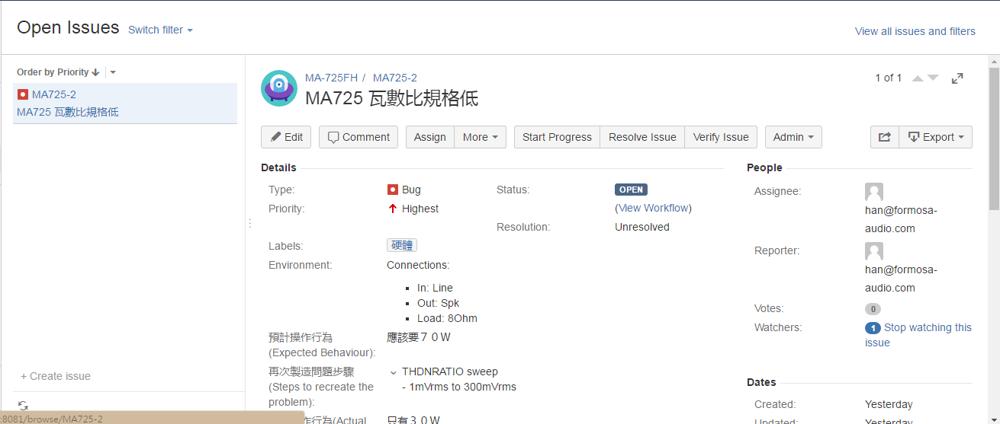 Open Issues Switch filter
View all issues and filters
Order by Priority
MA725-2
MA725 瓦數比規格低
+ Create issue
:8081/browse/MA725-2
MA-725FH / MA725-2
1 of 1
MA725 瓦數比規格低
Edit Comment Assign More Start Progress Resolve Issue Verify Issue Admin Export
Details
Type: Bug
Status: OPEN
Priority: Highest
(View Workflow)
Resolution: Unresolved
Labels: 硬體
Environment: Connections:
In: Line
Out: Spk
Load: 8Ohm
預計操作行為 應該要７０W
(Expected Behaviour):
再次製造問題步驟 THDNRATIO sweep
(Steps to recreate the - 1mVrms to 300mVrms
problem):
作行為(Actual 只有３０W
People
Assignee:
han@formosa-
audio.com
Reporter:
han@formosa-
audio.com
Votes: 0
Watchers: 1 Stop watching this
issue
Dates
Created: Yesterday
Updated: Yesterday